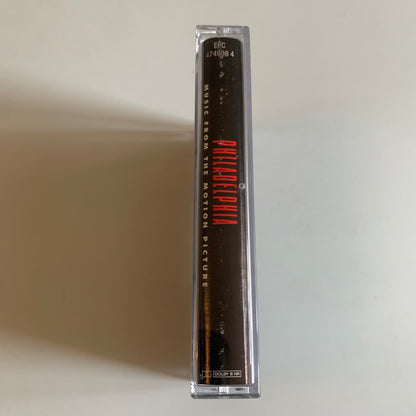 EPC
474998 4
PHILADELPHIA
MUSIC FROM THE MOTION PICTURE
DOLBY B NR